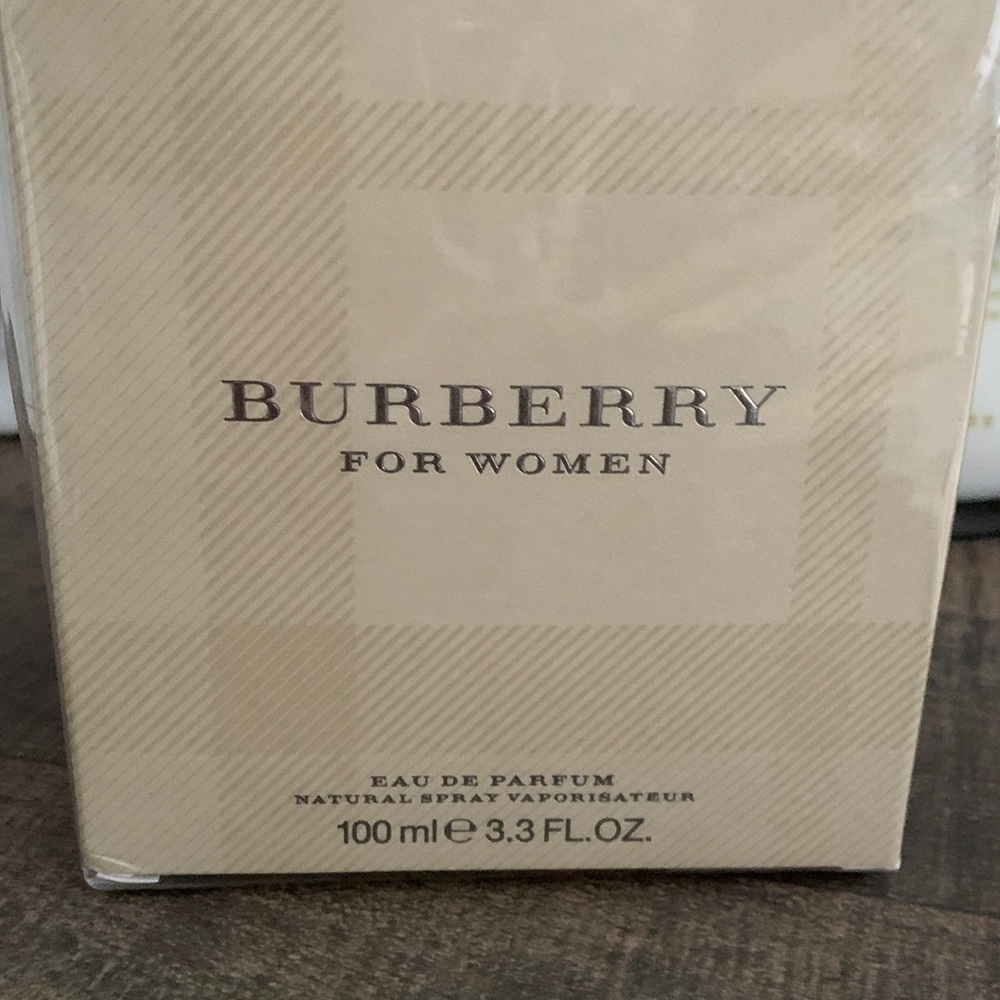 BURBERRY
FOR WOMEN
EAU DE PARFUM
NATURAL SPRAY VAPORISATEUR
100 ml ℮ 3.3 FL.OZ.